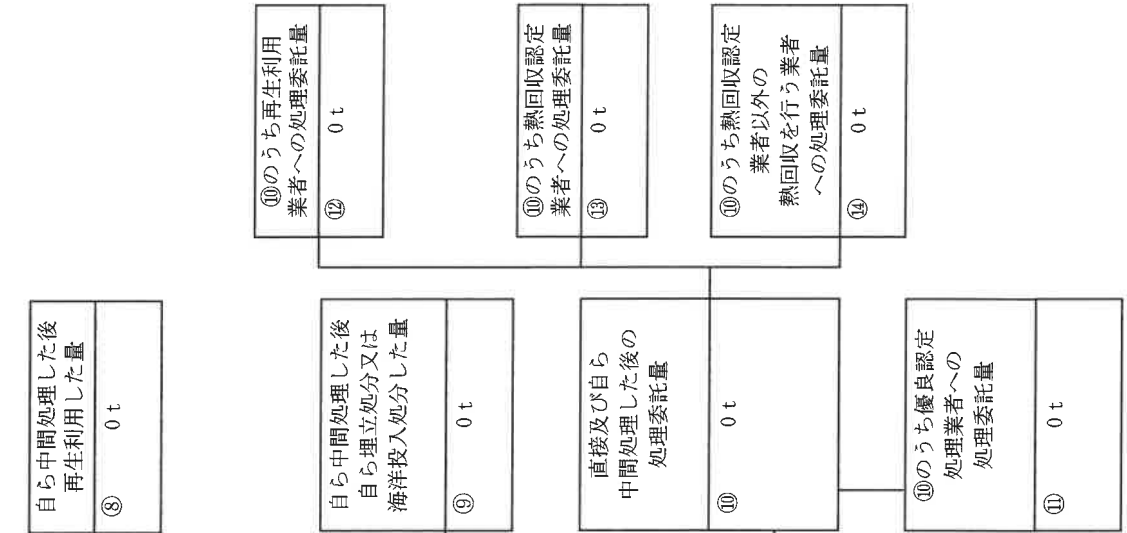 自ら中間処理した後
再生利用した量
⑧ 0 t
自ら中間処理した後
自ら埋立処分又は
海洋投入処分した量
⑨ 0 t
直接及び自ら
中間処理した後の
処理委託量
⑩ 0 t
⑩のうち優良認定
処理業者への
処理委託量
⑪ 0 t
⑩のうち再生利用
業者への処理委託量
⑫ 0 t
⑩のうち熱回収認定
業者への処理委託量
⑬ 0 t
⑩のうち熱回収認定
業者以外の
熱回収を行う業者
への処理委託量
⑭ 0 t